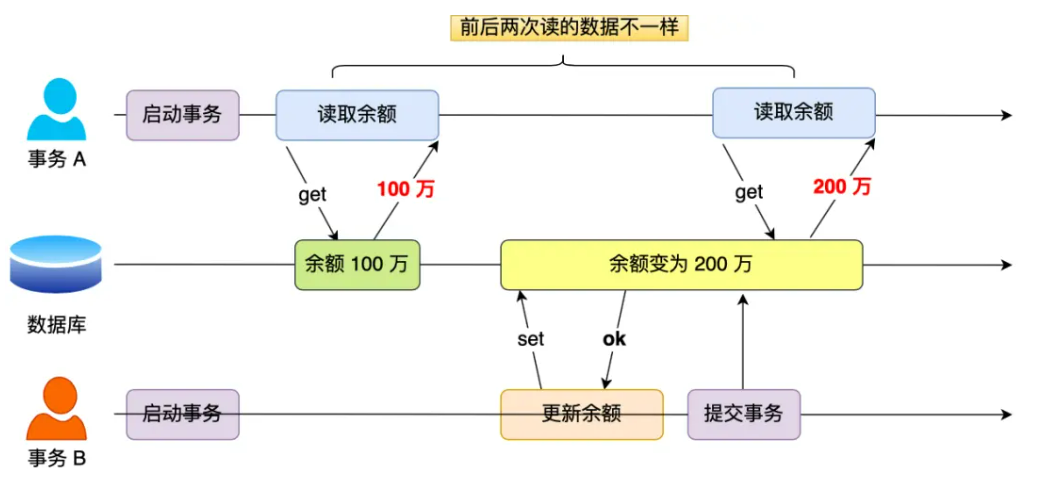 前后两次读的数据不一样
启动事务
读取余额
读取余额
事务 A
get
100 万
get
200 万
余额 100 万
余额变为 200 万
数据库
set
ok
启动事务
更新余额
提交事务
事务 B